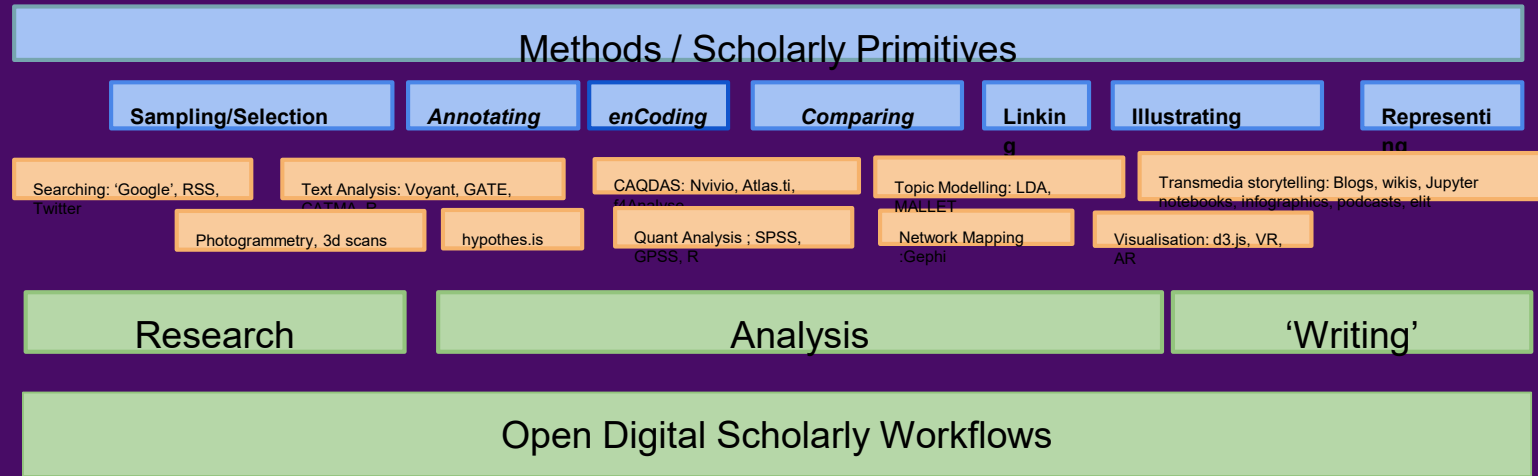 Methods / Scholarly Primitives
Sampling/Selection
Annotating
enCoding
Comparing
Linkin
g
Illustrating
Representi
ng
Searching: ‘Google’, RSS,
Twitter
Text Analysis: Voyant, GATE,
CATMA, R
CAQDAS: Nvivio, Atlas.ti,
f4Analyse
Topic Modelling: LDA,
MALLET
Transmedia storytelling: Blogs, wikis, Jupyter
notebooks, infographics, podcasts, elit
Photogrammetry, 3d scans
hypothes.is
Quant Analysis ; SPSS,
GPSS, R
Network Mapping
:Gephi
Visualisation: d3.js, VR,
AR
Research
Analysis
‘Writing’
Open Digital Scholarly Workflows